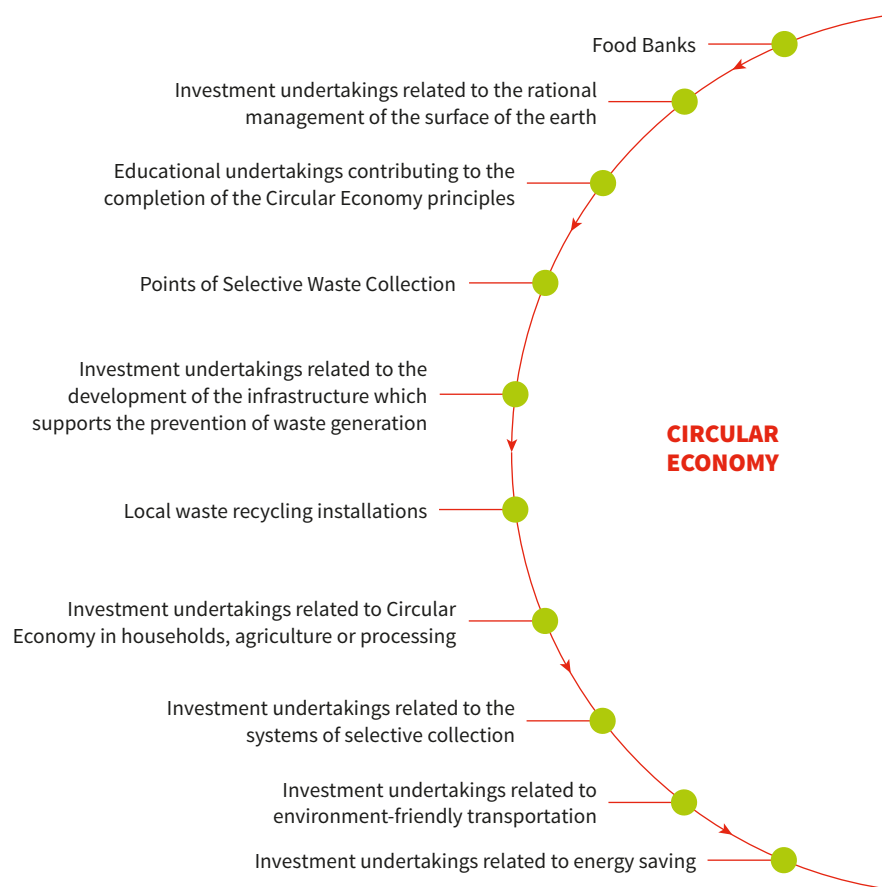 Food Banks
Investment undertakings related to the rational
management of the surface of the earth
Educational undertakings contributing to the
completion of the Circular Economy principles
Points of Selective Waste Collection
Investment undertakings related to the
development of the infrastructure which
supports the prevention of waste generation
CIRCULAR
ECONOMY
Local waste recycling installations
Investment undertakings related to Circular
Economy in households, agriculture or processing
Investment undertakings related to the
systems of selective collection
Investment undertakings related to
environment-friendly transportation
Investment undertakings related to energy saving